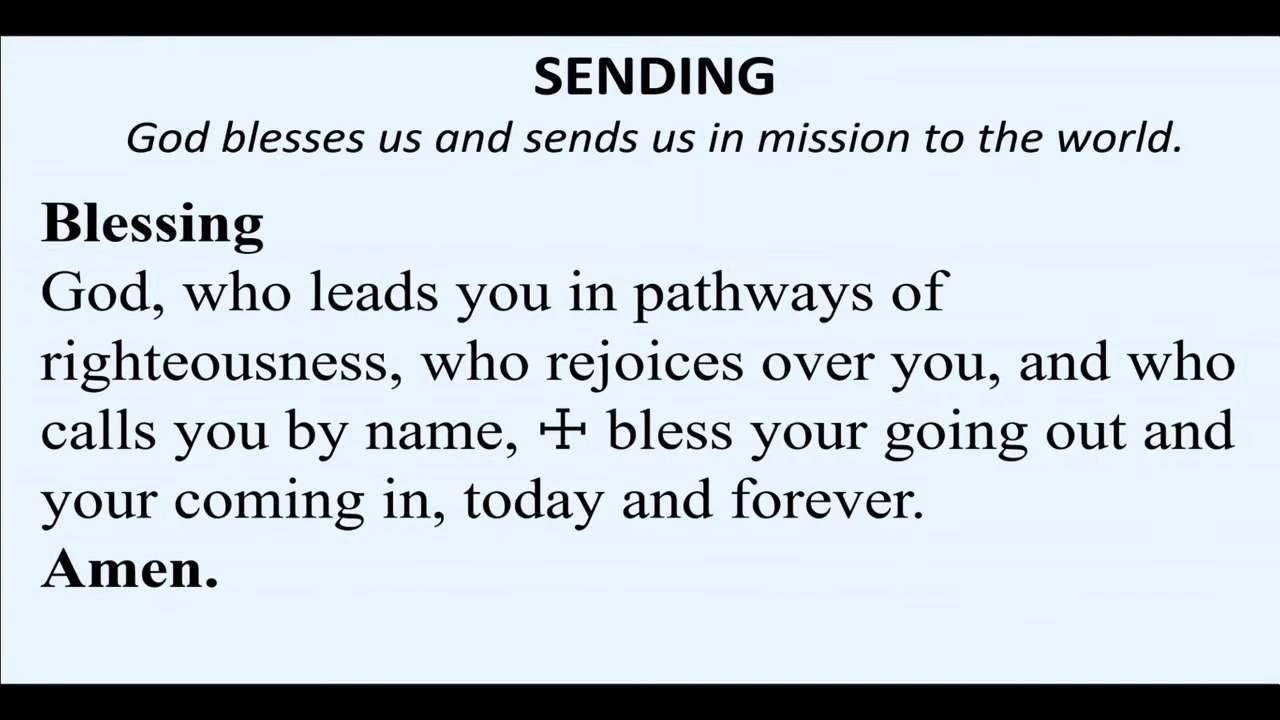 SENDING
God blesses us and sends us in mission to the world.
Blessing
God, who leads you in pathways of
righteousness, who rejoices over you, and who
calls you by name, ☩ bless your going out and
your coming in, today and forever.
Amen.